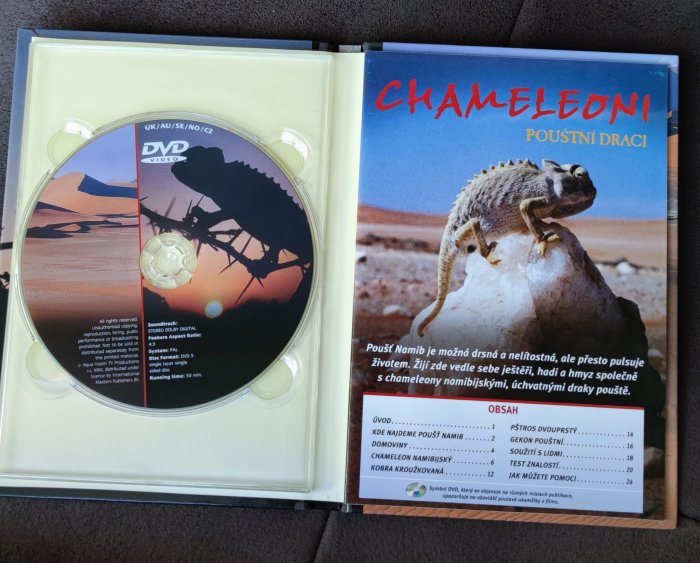 UK/AU/SE/NO/CZ
DVD
VIDEO
All rights reserved.
Unauthorised copying,
reproduction, hiring, public
performance or broadcasting
prohibited. Not to be sold or
distributed separately from
the printed material.
© Aqua Vision TV Productions
c.c. MMI, distributed under
licence by International
Masters Publishers BV.
Soundtrack:
STEREO DOLBY DIGITAL
Feature Aspect Ratio:
4:3
System: PAL
Disc Format: DVD 5
single layer single
sided disc
Running time: 50 min.
CHAMELEONI
POUŠTNÍ DRACI
Poušť Namib je možná drsná a nelítostná, ale přesto pulsuje
životem. Žijí zde vedle sebe ještěři, hadi a hmyz společně
s chameleony namibijskými, úchvatnými draky pouště.
OBSAH
ÚVOD 1
KDE NAJDEME POUŠŤ NAMIB 2
DOMOVINY 4
CHAMELEON NAMIBIJSKÝ 6
KOBRA KROUŽKOVANÁ 12
PŠTROS DVOUPRSTÝ 14
GEKON POUŠTNÍ 16
SOUŽITÍ S LIDMI 18
TEST ZNALOSTÍ 20
JAK MŮŽETE POMOCI 24
Symbol DVD, který se objevuje na různých místech publikace,
upozorňuje na obzvlášť poutavé okamžiky z filmu.